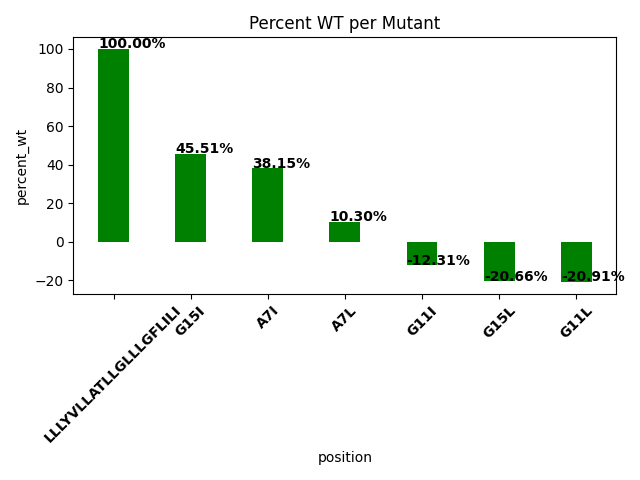 Percent WT per Mutant
percent_wt
100
80
60
40
20
0
−20
100.00%
45.51%
38.15%
10.30%
-12.31%
-20.66%
-20.91%
LLLYVLLATLLGLLLGFLILI
G15I
A7I
A7L
G11I
G15L
G11L
position